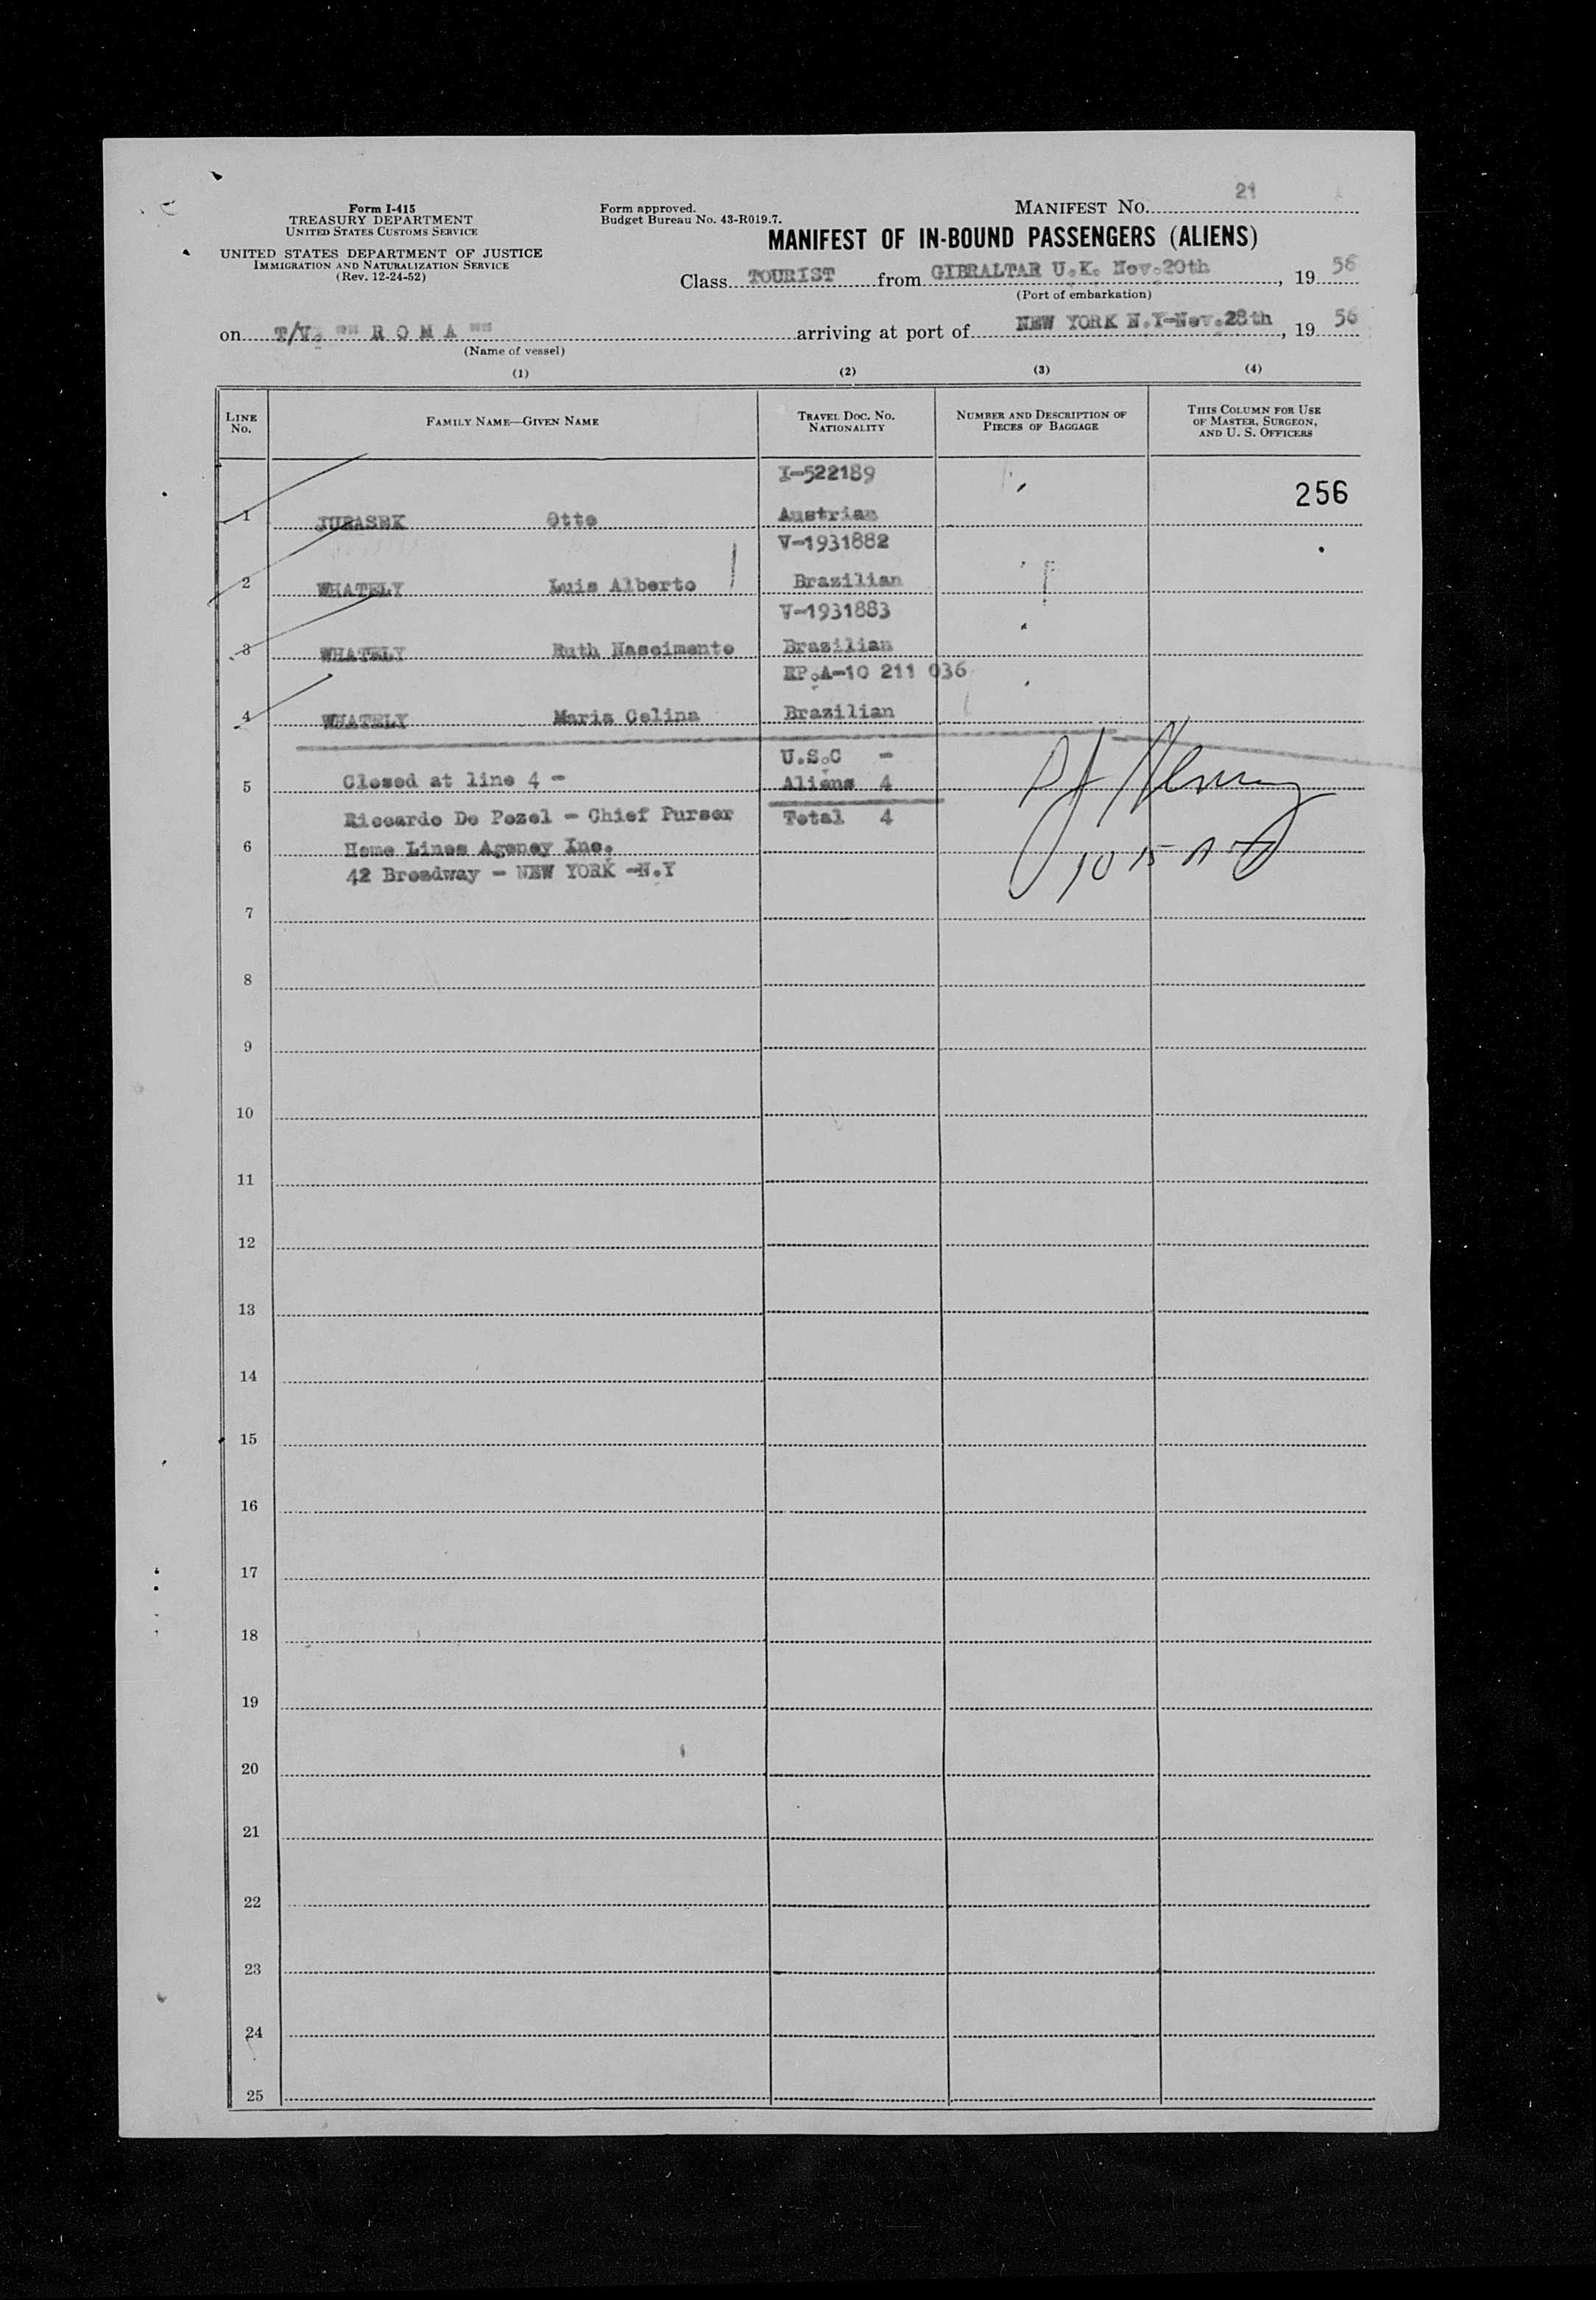 21
Form I-415
TREASURY DEPARTMENT
UNITED STATES CUSTOMS SERVICE
UNITED STATES DEPARTMENT OF JUSTICE
IMMIGRATION AND NATURALIZATION SERVICE
(Rev. 12-24-52)
Form approved.
Budget Bureau No. 43-R019.7.
MANIFEST NO.
MANIFEST OF IN-BOUND PASSENGERS (ALIENS)
Class TOURIST from GIBRALTAR U.K. Nov.20th, 19 56
(Port of embarkation)
on T/V. "" R O M A "" arriving at port of NEW YORK N.Y-Nov.28th, 19 56
(Name of vessel)
(1) (2) (3) (4)
LINE NO. FAMILY NAME—GIVEN NAME TRAVEL DOC. NO. NATIONALITY NUMBER AND DESCRIPTION OF PIECES OF BAGGAGE THIS COLUMN FOR USE OF MASTER, SURGEON, AND U. S. OFFICERS
I-522189
256
1 JURASEK Otto Austrian
V-1931882
2 WHATELY Luis Alberto Brazilian
V-1931883
3 WHATELY Ruth Nascimento Brazilian
RP.A-10 211 036
4 WHATELY Maria Celina Brazilian
U.S.C -
5 Closed at line 4 - Aliens 4
Riccardo De Pozel - Chief Purser Total 4
6 Home Lines Agency Inc.
42 Broadway - NEW YORK -N.Y
7
8
9
10
11
12
13
14
15
16
17
18
19
20
21
22
23
24
25